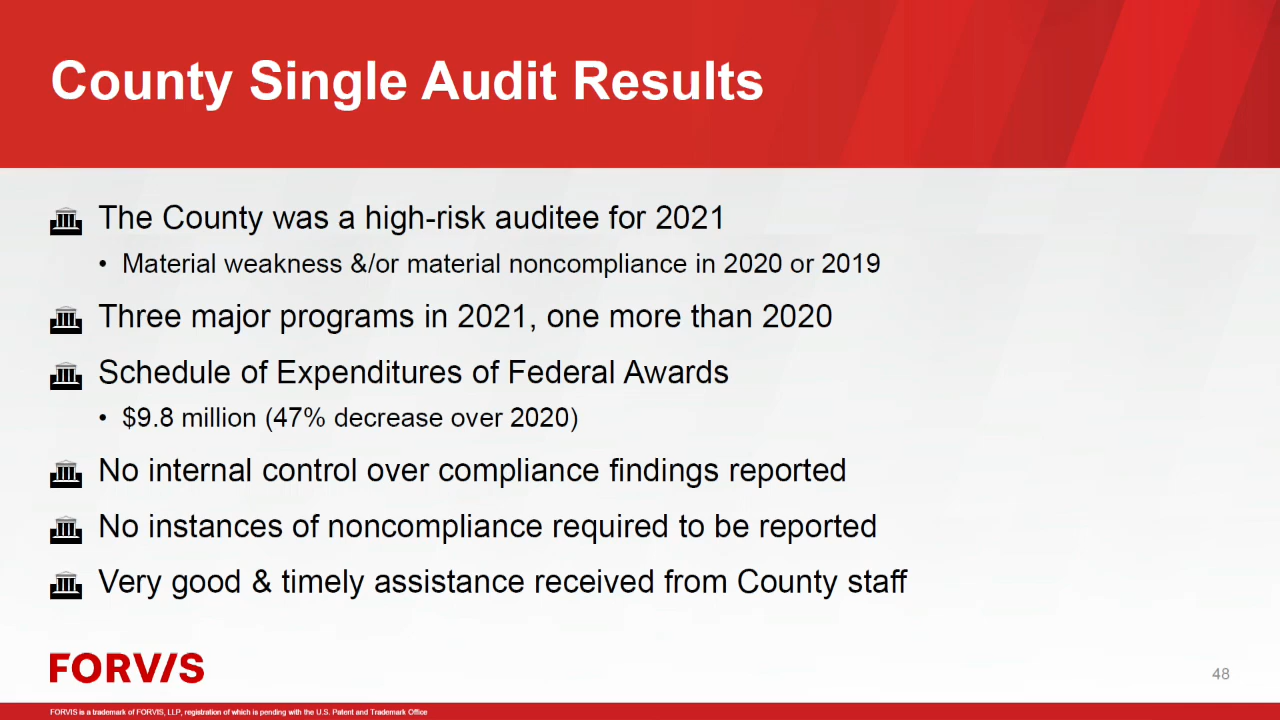 County Single Audit Results
The County was a high-risk auditee for 2021
• Material weakness &/or material noncompliance in 2020 or 2019
Three major programs in 2021, one more than 2020
Schedule of Expenditures of Federal Awards
• $9.8 million (47% decrease over 2020)
No internal control over compliance findings reported
No instances of noncompliance required to be reported
Very good & timely assistance received from County staff
FORVIS
48
FORVIS is a trademark of FORVIS, LLP, registration of which is pending with the U.S. Patent and Trademark Office